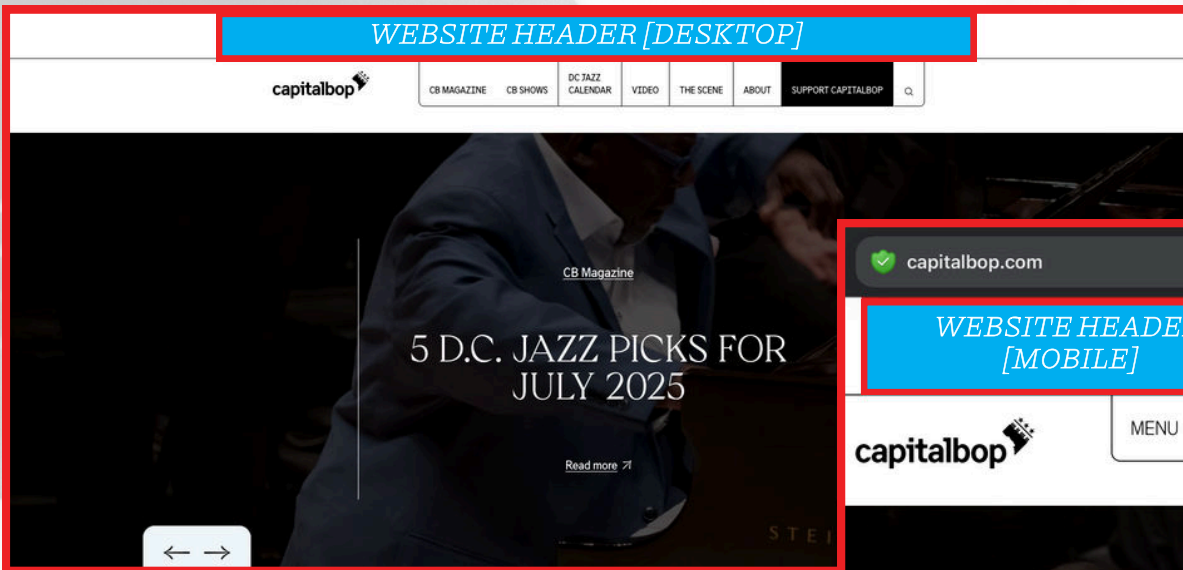 WEBSITE HEADER [DESKTOP]
capitalbop
CB MAGAZINE
CB SHOWS
DC JAZZ
CALENDAR
VIDEO
THE SCENE
ABOUT
SUPPORT CAPITALBOP
CB Magazine
5 D.C. JAZZ PICKS FOR
JULY 2025
Read more
STEI
capitalbop.com
WEBSITE HEADE
[MOBILE]
capitalbop
MENU